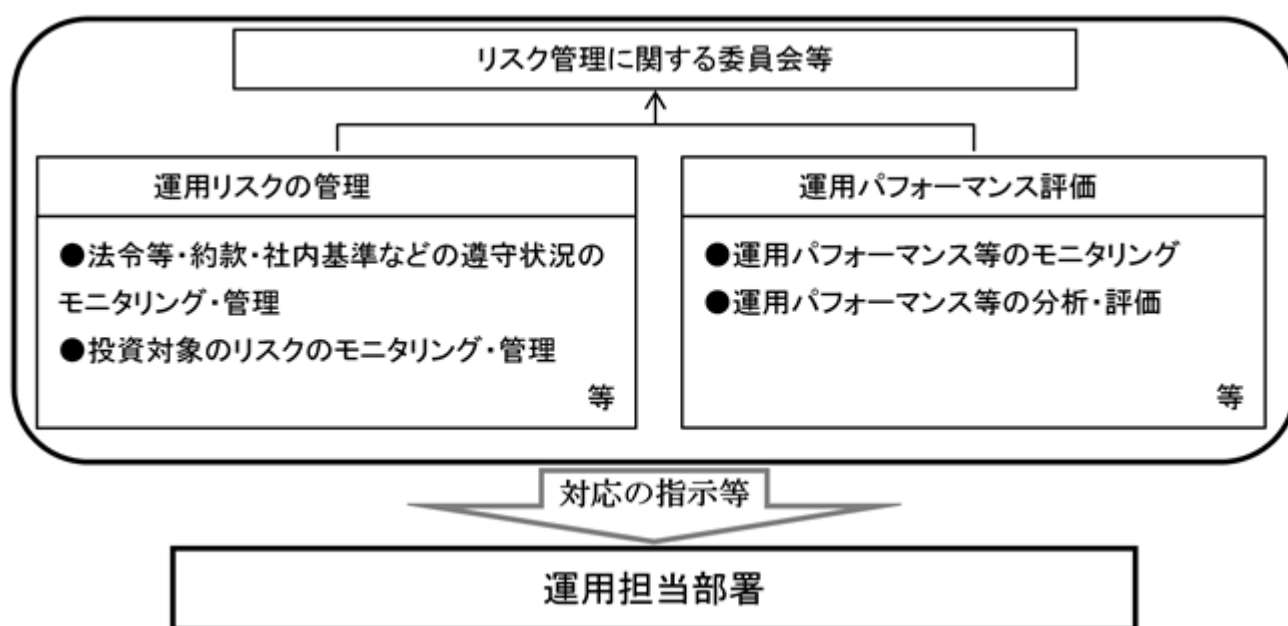 リスク管理に関する委員会等
運用リスクの管理
●法令等・約款・社内基準などの遵守状況の
モニタリング・管理
●投資対象のリスクのモニタリング・管理
等
運用パフォーマンス評価
●運用パフォーマンス等のモニタリング
●運用パフォーマンス等の分析・評価
等
対応の指示等
運用担当部署